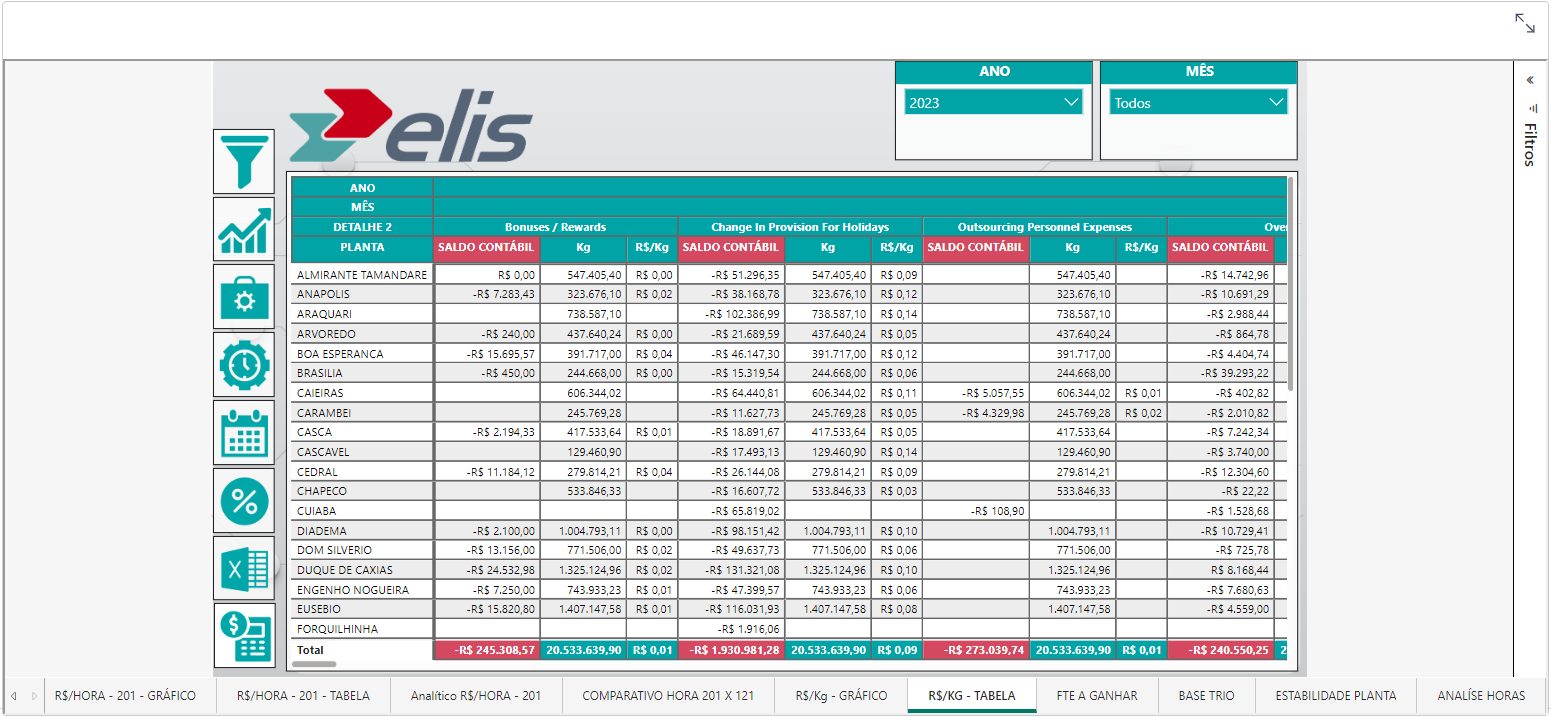 ANO
MÊS
2023
Todos
elis
Filtros
ANO
MÊS
DETALHE 2 Bonuses / Rewards Change In Provision For Holidays Outsourcing Personnel Expenses
PLANTA SALDO CONTÁBIL Kg R$/Kg SALDO CONTÁBIL Kg R$/Kg SALDO CONTÁBIL Kg R$/Kg SALDO CONTÁBIL
ALMIRANTE TAMANDARE R$ 0,00 547.405,40 R$ 0,00 -R$ 51.296,35 547.405,40 R$ 0,09 547.405,40 -R$ 14.742,96
ANAPOLIS -R$ 7.283,43 323.676,10 R$ 0,02 -R$ 38.168,78 323.676,10 R$ 0,12 323.676,10 -R$ 10.691,29
ARAQUARI 738.587,10 -R$ 102.386,99 738.587,10 R$ 0,14 738.587,10 -R$ 2.988,44
ARVOREDO -R$ 240,00 437.640,24 R$ 0,00 -R$ 21.689,59 437.640,24 R$ 0,05 437.640,24 -R$ 864,78
BOA ESPERANCA -R$ 15.695,57 391.717,00 R$ 0,04 -R$ 46.147,30 391.717,00 R$ 0,12 391.717,00 -R$ 4.404,74
BRASILIA -R$ 450,00 244.668,00 R$ 0,00 -R$ 15.319,54 244.668,00 R$ 0,06 244.668,00 -R$ 39.293,22
CAIEIRAS 606.344,02 -R$ 64.440,81 606.344,02 R$ 0,11 -R$ 5.057,55 606.344,02 R$ 0,01 -R$ 402,82
CARAMBEI 245.769,28 -R$ 11.627,73 245.769,28 R$ 0,05 -R$ 4.329,98 245.769,28 R$ 0,02 -R$ 2.010,82
CASCA -R$ 2.194,33 417.533,64 R$ 0,01 -R$ 18.891,67 417.533,64 R$ 0,05 417.533,64 -R$ 7.242,34
CASCAVEL 129.460,90 -R$ 17.493,13 129.460,90 R$ 0,14 129.460,90 -R$ 3.740,00
CEDRAL -R$ 11.184,12 279.814,21 R$ 0,04 -R$ 26.144,08 279.814,21 R$ 0,09 279.814,21 -R$ 12.304,60
CHAPECO 533.846,33 -R$ 16.607,72 533.846,33 R$ 0,03 533.846,33 -R$ 22,22
CUIABA -R$ 65.819,02 -R$ 108,90 -R$ 1.528,68
DIADEMA -R$ 2.100,00 1.004.793,11 R$ 0,00 -R$ 98.151,42 1.004.793,11 R$ 0,10 1.004.793,11 -R$ 10.729,41
DOM SILVERIO -R$ 13.156,00 771.506,00 R$ 0,02 -R$ 49.637,73 771.506,00 R$ 0,06 771.506,00 -R$ 725,78
DUQUE DE CAXIAS -R$ 24.532,98 1.325.124,96 R$ 0,02 -R$ 131.321,08 1.325.124,96 R$ 0,10 1.325.124,96 R$ 8.168,44
ENGENHO NOGUEIRA -R$ 7.250,00 743.933,23 R$ 0,01 -R$ 47.399,57 743.933,23 R$ 0,06 743.933,23 -R$ 7.680,63
EUSEBIO -R$ 15.820,80 1.407.147,58 R$ 0,01 -R$ 116.031,93 1.407.147,58 R$ 0,08 1.407.147,58 -R$ 4.559,00
FORQUILHINHA -R$ 1.916,06
Total -R$ 245.308,57 20.533.639,90 R$ 0,01 -R$ 1.930.981,28 20.533.639,90 R$ 0,09 -R$ 273.039,74 20.533.639,90 R$ 0,01 -R$ 240.550,25
R$/HORA - 201 - GRÁFICO R$/HORA - 201 - TABELA Analítico R$/HORA - 201 COMPARATIVO HORA 201 X 121 R$/Kg - GRÁFICO R$/KG - TABELA FTE A GANHAR BASE TRIO ESTABILIDADE PLANTA ANALÍSE HORAS